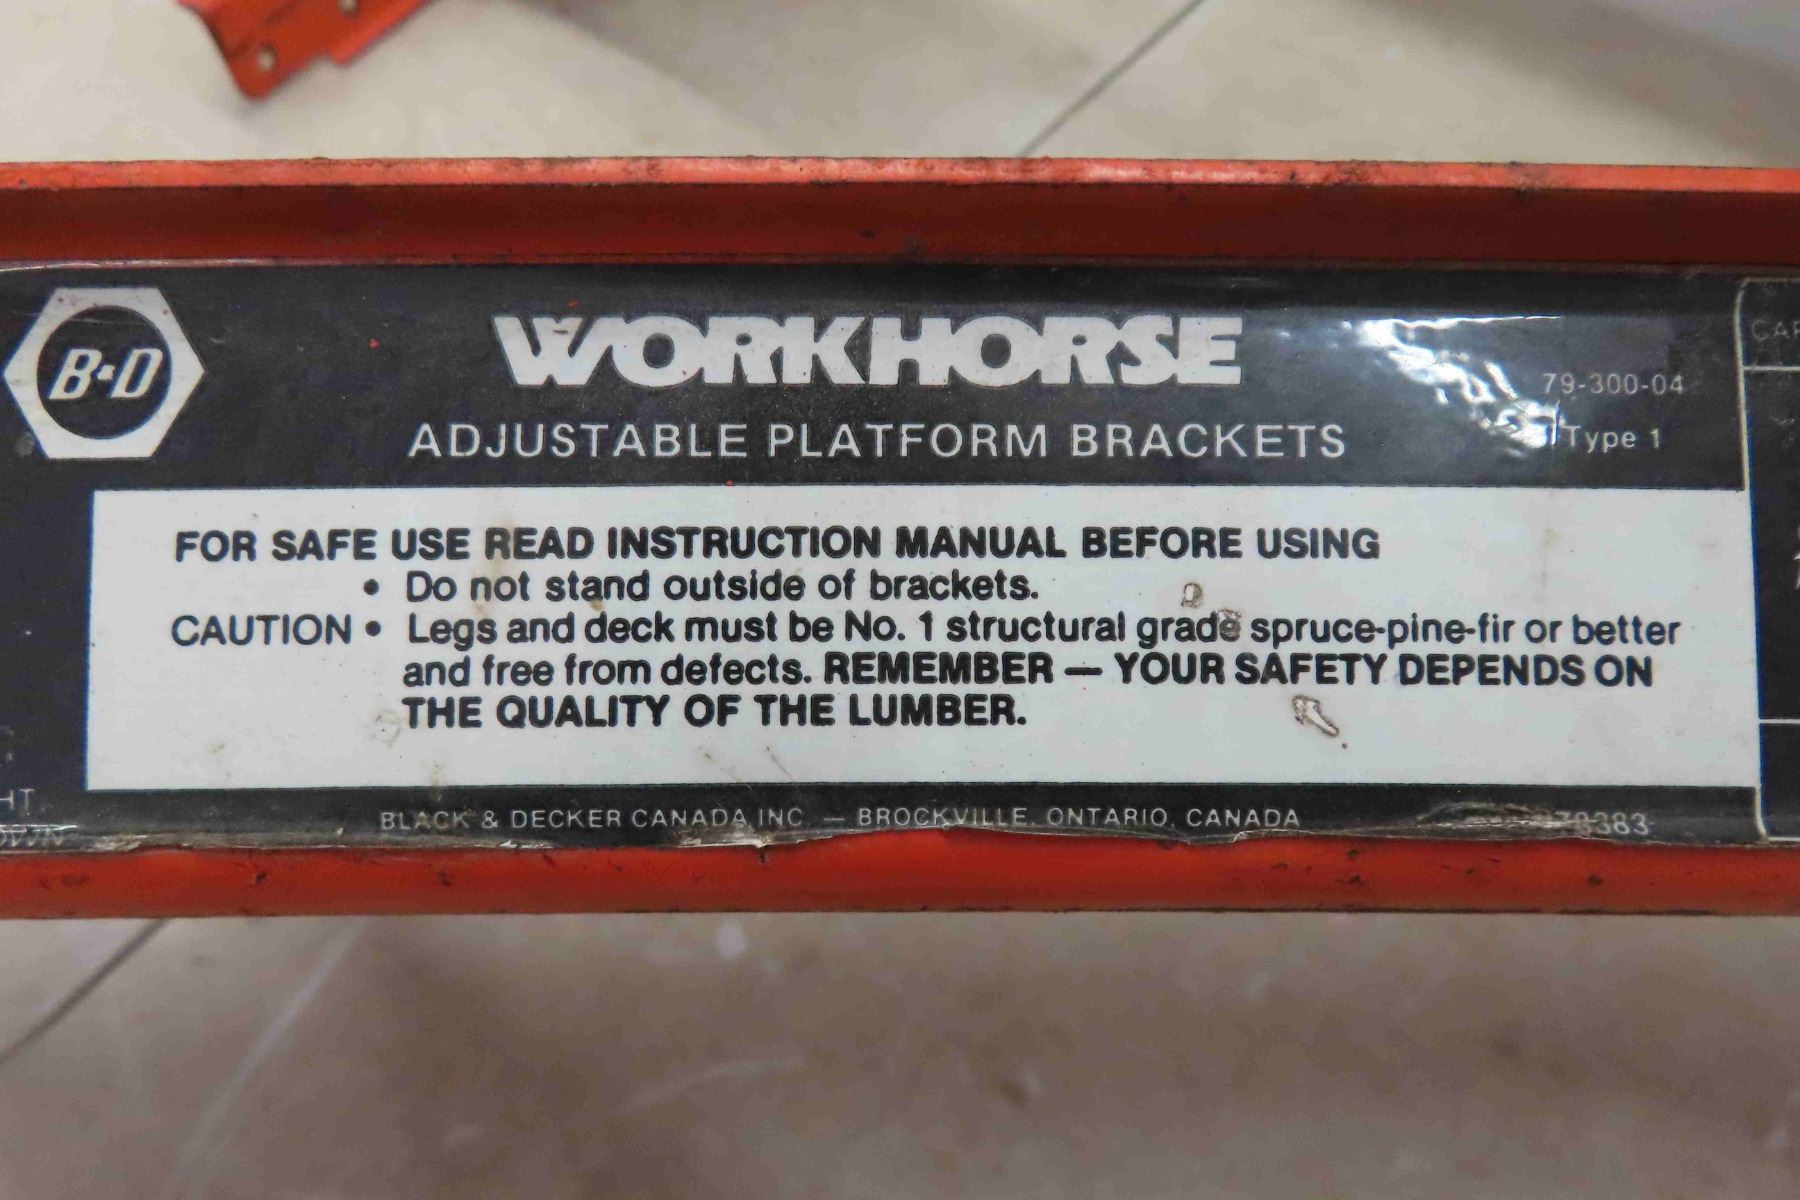 B·D
WORKHORSE
79-300-04
ADJUSTABLE PLATFORM BRACKETS
Type 1
FOR SAFE USE READ INSTRUCTION MANUAL BEFORE USING
• Do not stand outside of brackets.
CAUTION • Legs and deck must be No. 1 structural grade spruce-pine-fir or better
and free from defects. REMEMBER — YOUR SAFETY DEPENDS ON
THE QUALITY OF THE LUMBER.
BLACK & DECKER CANADA INC. — BROCKVILLE, ONTARIO, CANADA